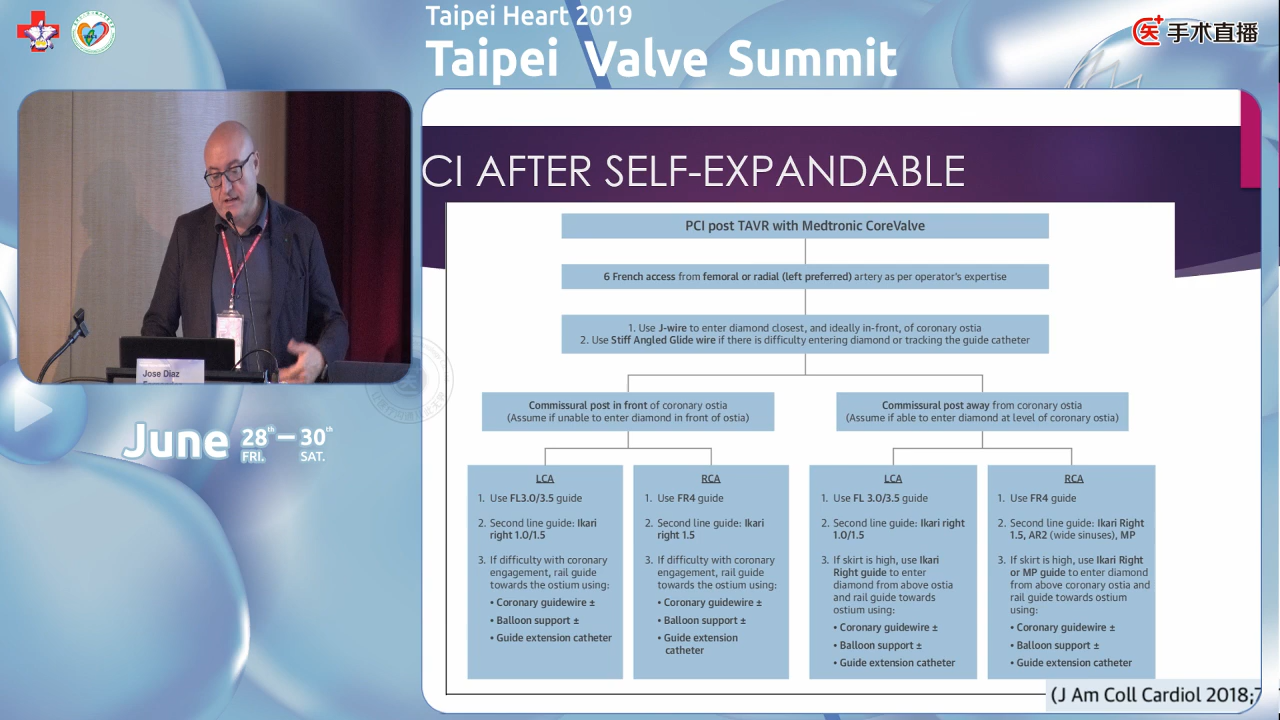 Taipei Heart 2019
Taipei Valve Summit
手术直播
Jose Diaz
June 28th — 30th
FRI. SAT.
CI AFTER SELF-EXPANDABLE
PCI post TAVR with Medtronic CoreValve
6 French access from femoral or radial (left preferred) artery as per operator's expertise
1. Use J-wire to enter diamond closest, and ideally in-front, of coronary ostia
2. Use Stiff Angled Glide wire if there is difficulty entering diamond or tracking the guide catheter
Commissural post in front of coronary ostia
(Assume if unable to enter diamond in front of ostia)
Commissural post away from coronary ostia
(Assume if able to enter diamond at level of coronary ostia)
LCA
1. Use FL3.0/3.5 guide
2. Second line guide: Ikari
right 1.0/1.5
3. If difficulty with coronary
engagement, rail guide
towards the ostium using:
• Coronary guidewire ±
• Balloon support ±
• Guide extension catheter
RCA
1. Use FR4 guide
2. Second line guide: Ikari
right 1.5
3. If difficulty with coronary
engagement, rail guide
towards the ostium using:
• Coronary guidewire ±
• Balloon support ±
• Guide extension
catheter
LCA
1. Use FL 3.0/3.5 guide
2. Second line guide: Ikari right
1.0/1.5
3. If skirt is high, use Ikari
Right guide to enter
diamond from above ostia
and rail guide towards
ostium using:
• Coronary guidewire ±
• Balloon support ±
• Guide extension catheter
RCA
1. Use FR4 guide
2. Second line guide: Ikari Right
1.5, AR2 (wide sinuses), MP
3. If skirt is high, use Ikari Right
or MP guide to enter diamond
from above coronary ostia and
rail guide towards ostium
using:
• Coronary guidewire ±
• Balloon support ±
• Guide extension catheter
(J Am Coll Cardiol 2018;7